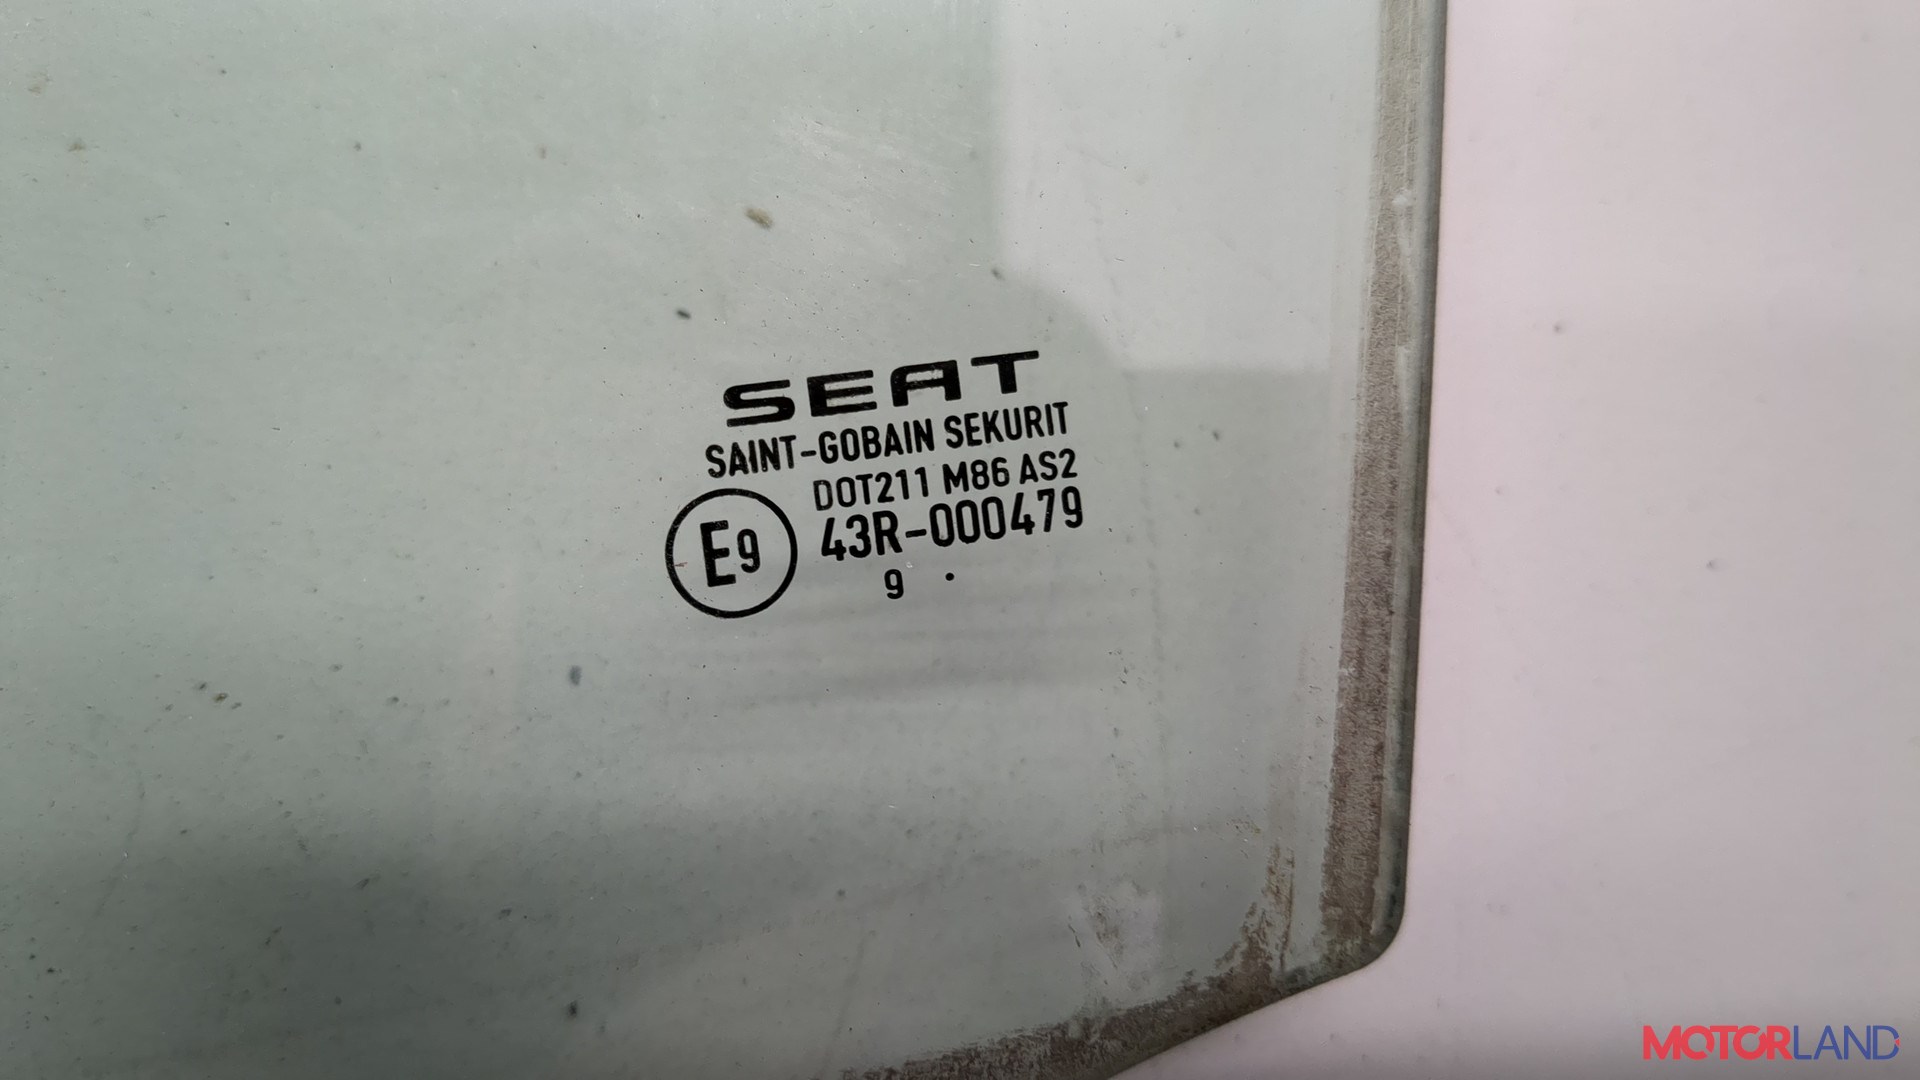 SEAT
SAINT-GOBAIN SEKURIT
DOT211 M86 AS2
E9 43R-000479
9 .
MOTORLAND